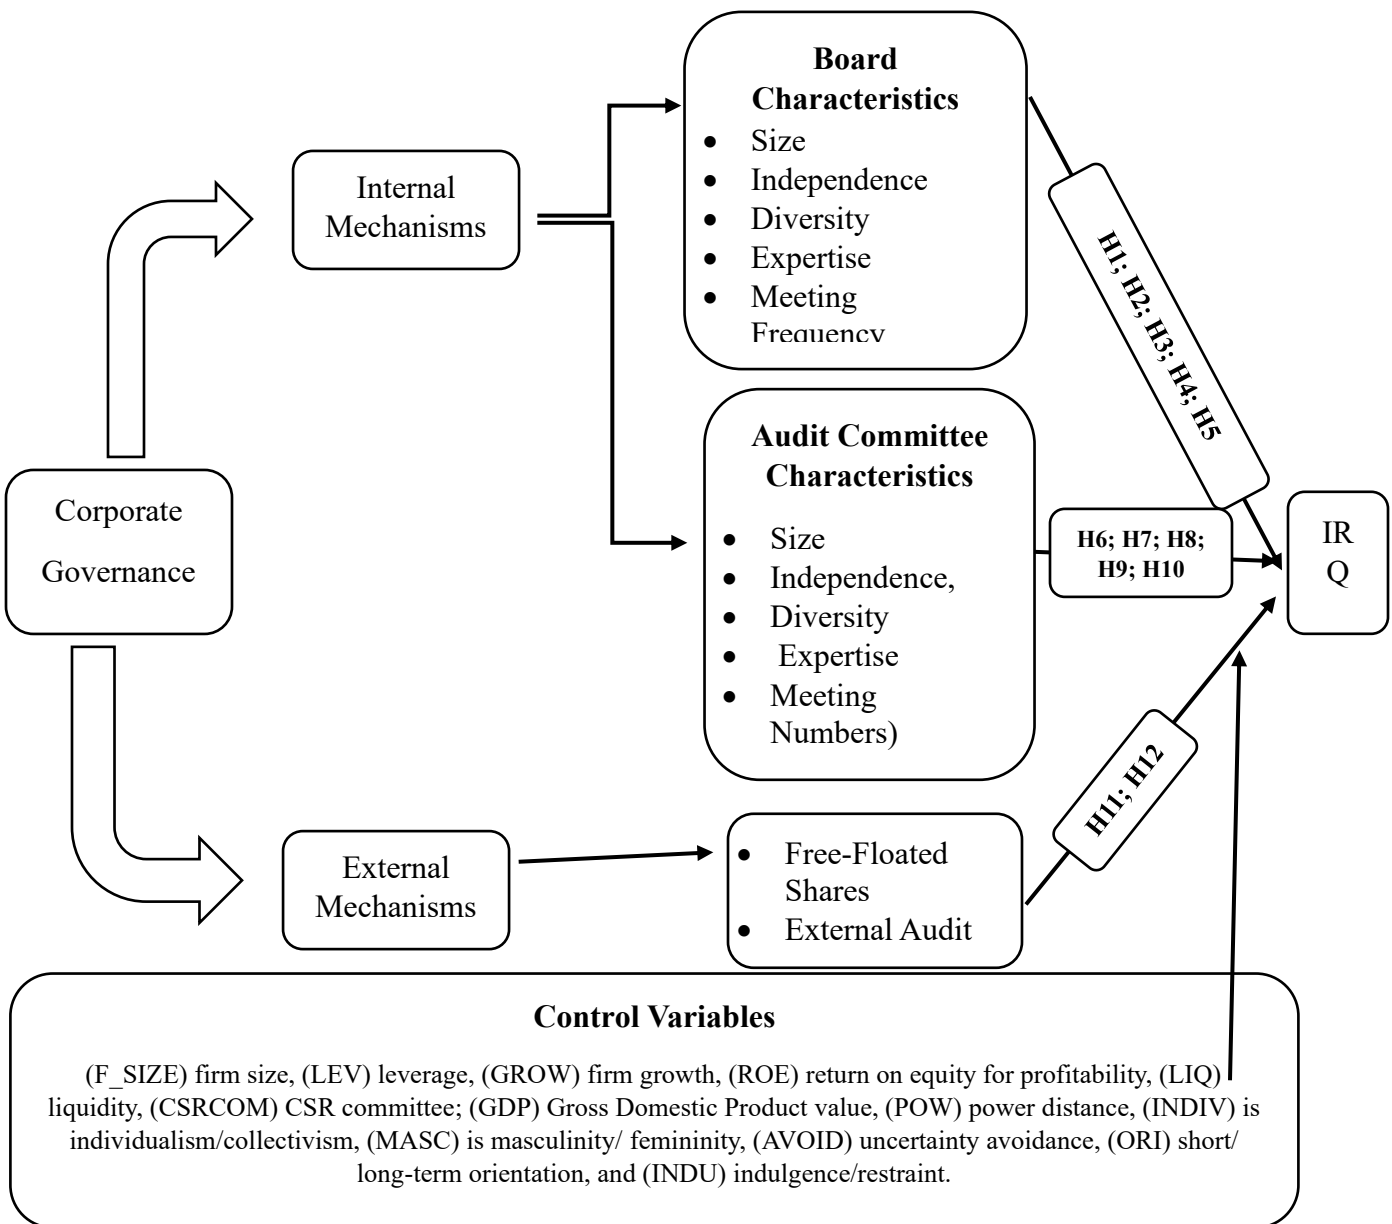 Board
Characteristics
• Size
• Independence
• Diversity
• Expertise
• Meeting
Frequency
Internal
Mechanisms
H1; H2; H3; H4; H5
Audit Committee
Characteristics
• Size
• Independence,
• Diversity
• Expertise
• Meeting
Numbers)
Corporate
Governance
H6; H7; H8;
H9; H10
IR
Q
H11; H12
External
Mechanisms
• Free-Floated
Shares
• External Audit
Control Variables
(F_SIZE) firm size, (LEV) leverage, (GROW) firm growth, (ROE) return on equity for profitability, (LIQ)
liquidity, (CSRCOM) CSR committee; (GDP) Gross Domestic Product value, (POW) power distance, (INDIV) is
individualism/collectivism, (MASC) is masculinity/ femininity, (AVOID) uncertainty avoidance, (ORI) short/
long-term orientation, and (INDU) indulgence/restraint.